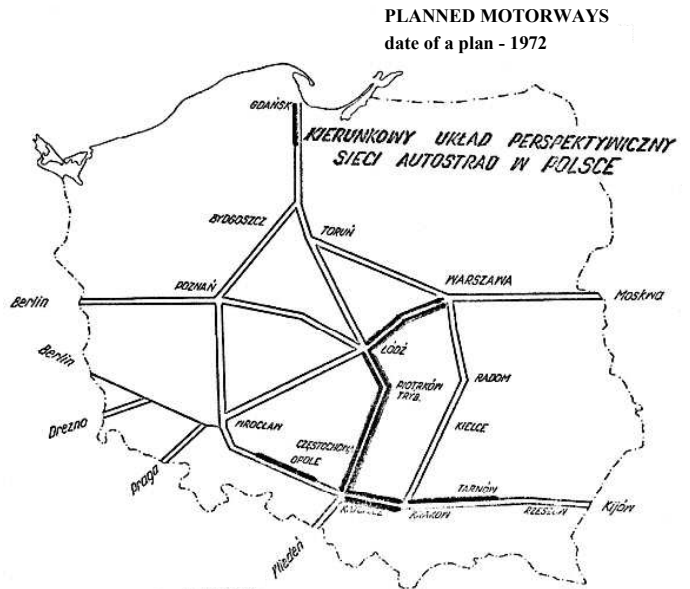 PLANNED MOTORWAYS
date of a plan - 1972
GDAŃSK
KIERUNKOWY UKŁAD PERSPEKTYWICZNY
SIECI AUTOSTRAD W POLSCE
BYDGOSZCZ
TORUŃ
POZNAŃ
WARSZAWA
Berlin
Moskwa
ŁÓDŹ
Berlin
PIOTRKÓW
TRYB.
RADOM
Drezno
WROCŁAW
KIELCE
CZĘSTOCHOWA
OPOLE
Praga
TARNÓW
KRAKÓW
RZESZÓW
Kijów
Wiedeń